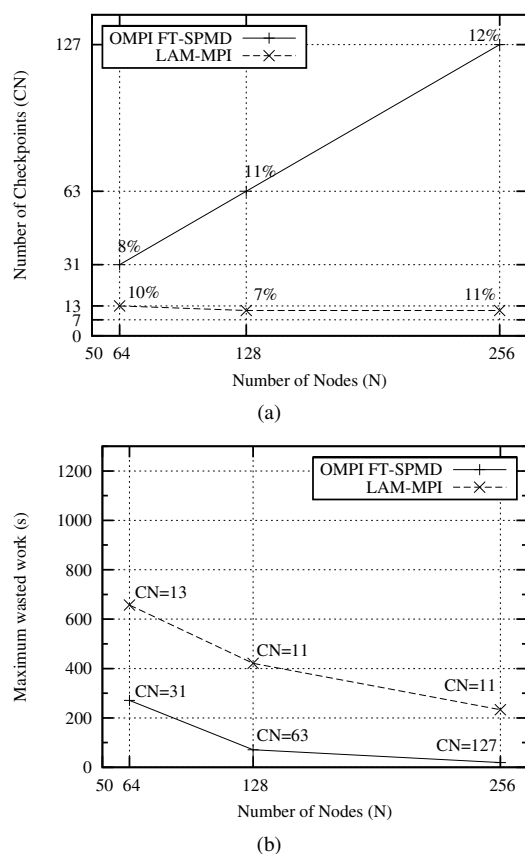 OMPI FT-SPMD
LAM-MPI
12%
11%
8%
10%
7%
11%
Number of Checkpoints (CN)
127
63
31
13
7
0
50 64 128 256
Number of Nodes (N)
(a)
OMPI FT-SPMD
LAM-MPI
CN=13
CN=11
CN=11
CN=31
CN=63
CN=127
Maximum wasted work (s)
1200
1000
800
600
400
200
0
50 64 128 256
Number of Nodes (N)
(b)